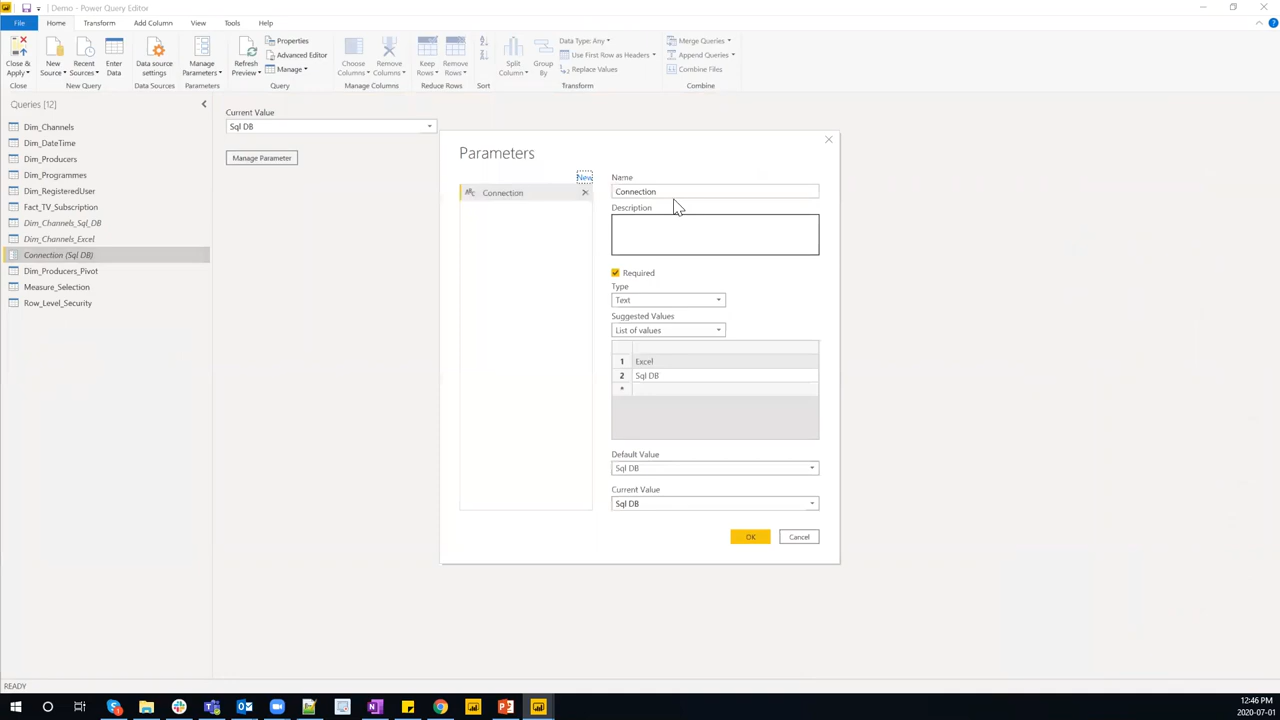 Demo - Power Query Editor
File
Home
Transform
Add Column
View
Tools
Help
Close &
Apply
Close
New
Source
Recent
Sources
Enter
Data
New Query
Data source
settings
Data Sources
Manage
Parameters
Parameters
Refresh
Preview
Properties
Advanced Editor
Manage
Query
Choose
Columns
Remove
Columns
Manage Columns
Keep
Rows
Remove
Rows
Reduce Rows
Sort
Split
Column
Group
By
Data Type: Any
Use First Row as Headers
Replace Values
Transform
Merge Queries
Append Queries
Combine Files
Combine
Queries [12]
Dim_Channels
Dim_DateTime
Dim_Producers
Dim_Programmes
Dim_RegisteredUser
Fact_TV_Subscription
Dim_Channels_Sql_DB
Dim_Channels_Excel
Connection (Sql DB)
Dim_Producers_Pivot
Measure_Selection
Row_Level_Security
Current Value
Sql DB
Manage Parameter
Parameters
New
ABC
Connection
Name
Connection
Description
Required
Type
Text
Suggested Values
List of values
1 Excel
2 Sql DB
*
Default Value
Sql DB
Current Value
Sql DB
OK
Cancel
READY
12:46 PM
2020-07-01